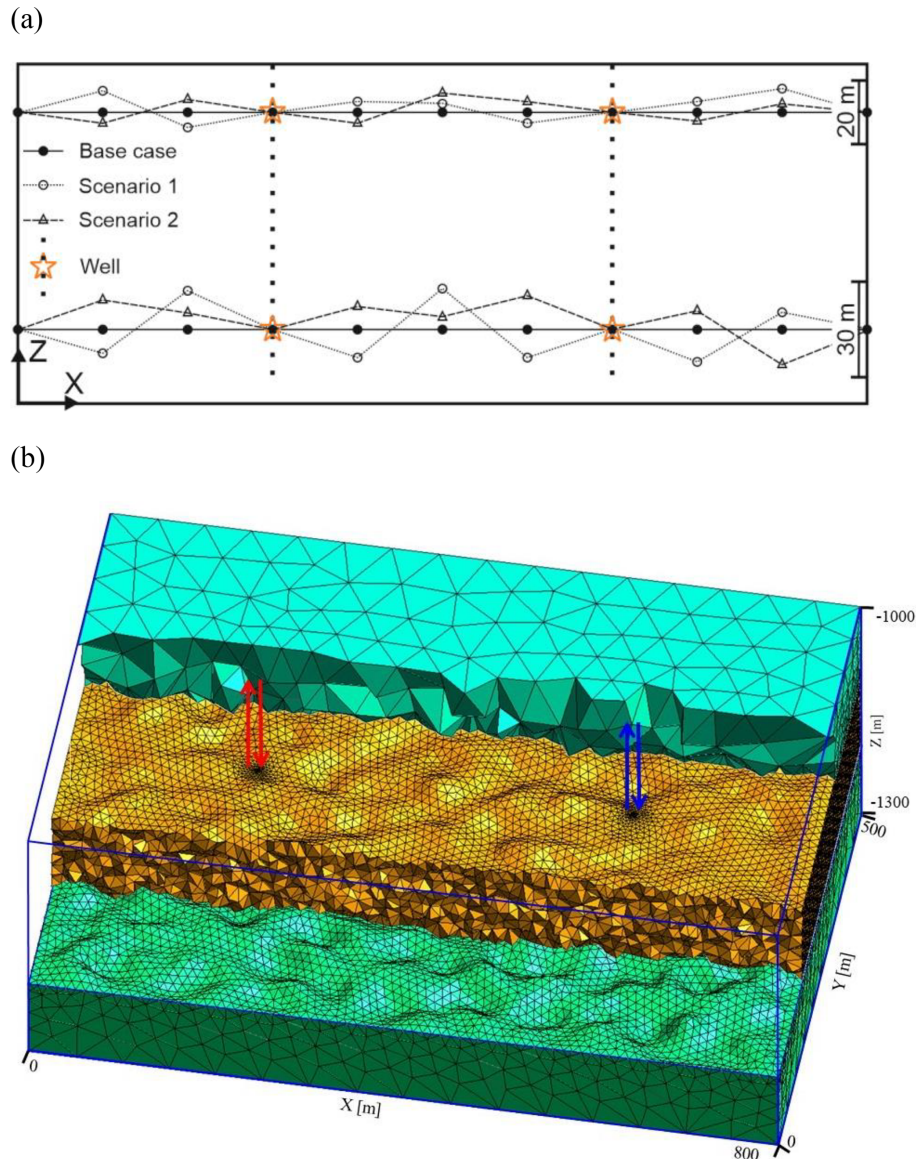 (a)
20 m
Base case
Scenario 1
Scenario 2
Well
30 m
Z
X
(b)
-1000
Z [m]
-1300
500
Y [m]
0
X [m]
800
0